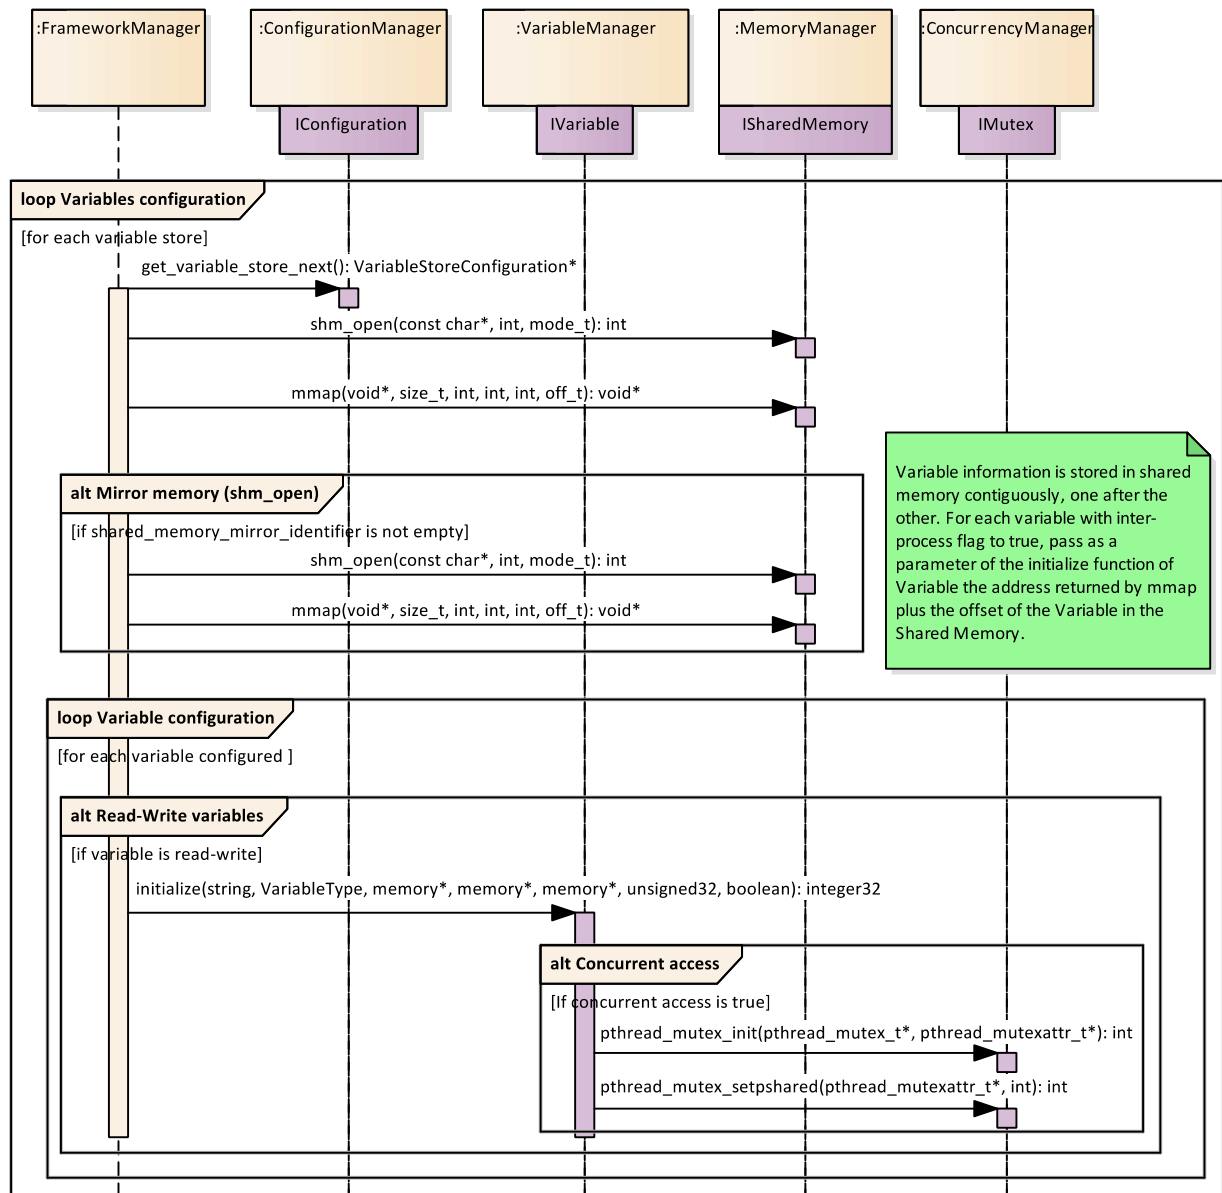 :FrameworkManager
:ConfigurationManager
:VariableManager
:MemoryManager
:ConcurrencyManager
IConfiguration
IVariable
ISharedMemory
IMutex
loop Variables configuration
[for each variable store]
get_variable_store_next(): VariableStoreConfiguration*
shm_open(const char*, int, mode_t): int
mmap(void*, size_t, int, int, int, off_t): void*
Variable information is stored in shared
memory contiguously, one after the
other. For each variable with inter-
process flag to true, pass as a
parameter of the initialize function of
Variable the address returned by mmap
plus the offset of the Variable in the
Shared Memory.
alt Mirror memory (shm_open)
[if shared_memory_mirror_identifier is not empty]
shm_open(const char*, int, mode_t): int
mmap(void*, size_t, int, int, int, off_t): void*
loop Variable configuration
[for each variable configured ]
alt Read-Write variables
[if variable is read-write]
initialize(string, VariableType, memory*, memory*, memory*, unsigned32, boolean): integer32
alt Concurrent access
[If concurrent access is true]
pthread_mutex_init(pthread_mutex_t*, pthread_mutexattr_t*): int
pthread_mutex_setpshared(pthread_mutexattr_t*, int): int